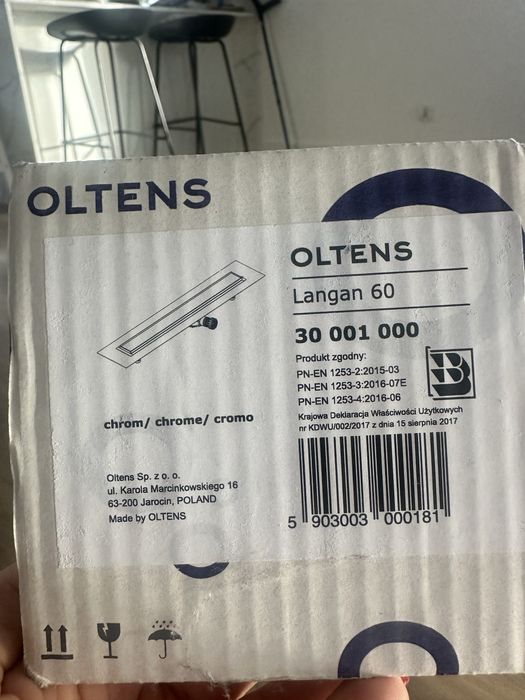 OLTENS
OLTENS
Langan 60
30 001 000
Produkt zgodny:
PN-EN 1253-2:2015-03
PN-EN 1253-3:2016-07E
PN-EN 1253-4:2016-06
Krajowa Deklaracja Właściwości Użytkowych
nr KDWU/002/2017 z dnia 15 sierpnia 2017
chrom/ chrome/ cromo
Oltens Sp. z o. o.
ul. Karola Marcinkowskiego 16
63-200 Jarocin, POLAND
Made by OLTENS
5 903003 000181